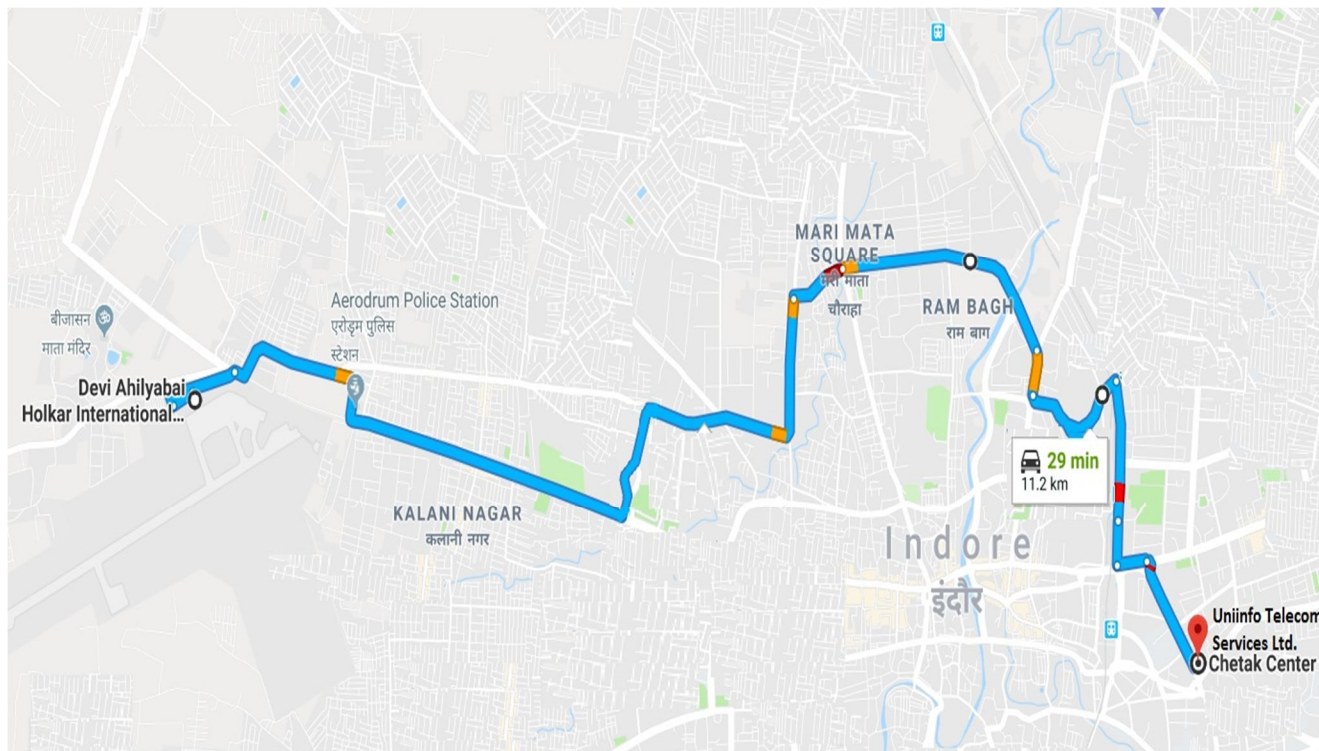 MARI MATA
SQUARE
मरी माता
चौराहा
RAM BAGH
राम बाग
Aerodrum Police Station
एरोड्रम पुलिस
स्टेशन
बीजासन
माता मंदिर
Devi Ahilyabai
Holkar International...
29 min
11.2 km
KALANI NAGAR
कलानी नगर
Indore
इंदौर
Uniinfo Telecom
Services Ltd.
Chetak Center